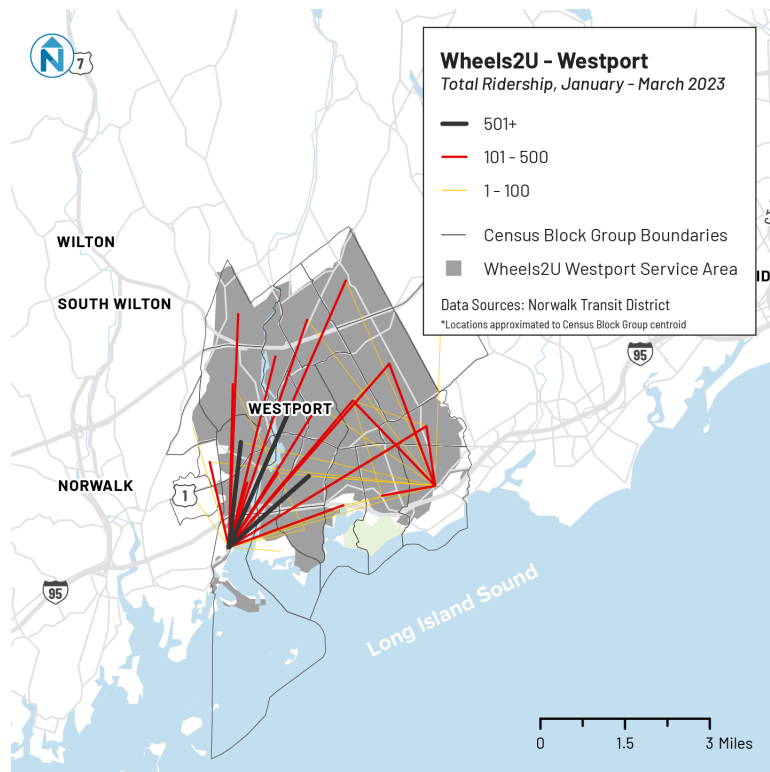 N
7
Wheels2U - Westport
Total Ridership, January - March 2023
501+
101 - 500
1 - 100
Census Block Group Boundaries
Wheels2U Westport Service Area
Data Sources: Norwalk Transit District
*Locations approximated to Census Block Group centroid
WILTON
SOUTH WILTON
ID
95
WESTPORT
NORWALK
1
95
Long Island Sound
0 1.5 3 Miles